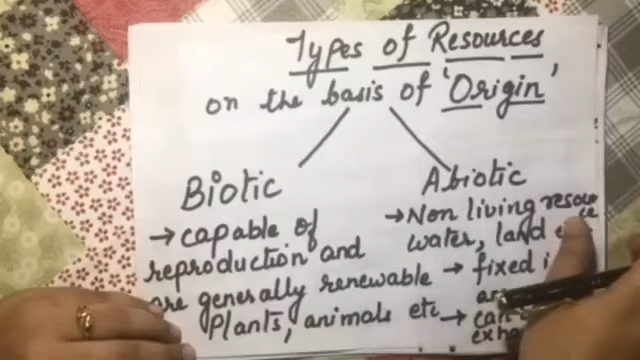 Types of Resources
on the basis of 'Origin'
Biotic
→ capable of
reproduction and
are generally renewable
Plants, animals etc
Abiotic
→ Non living
water, land
→ fixed
→ can